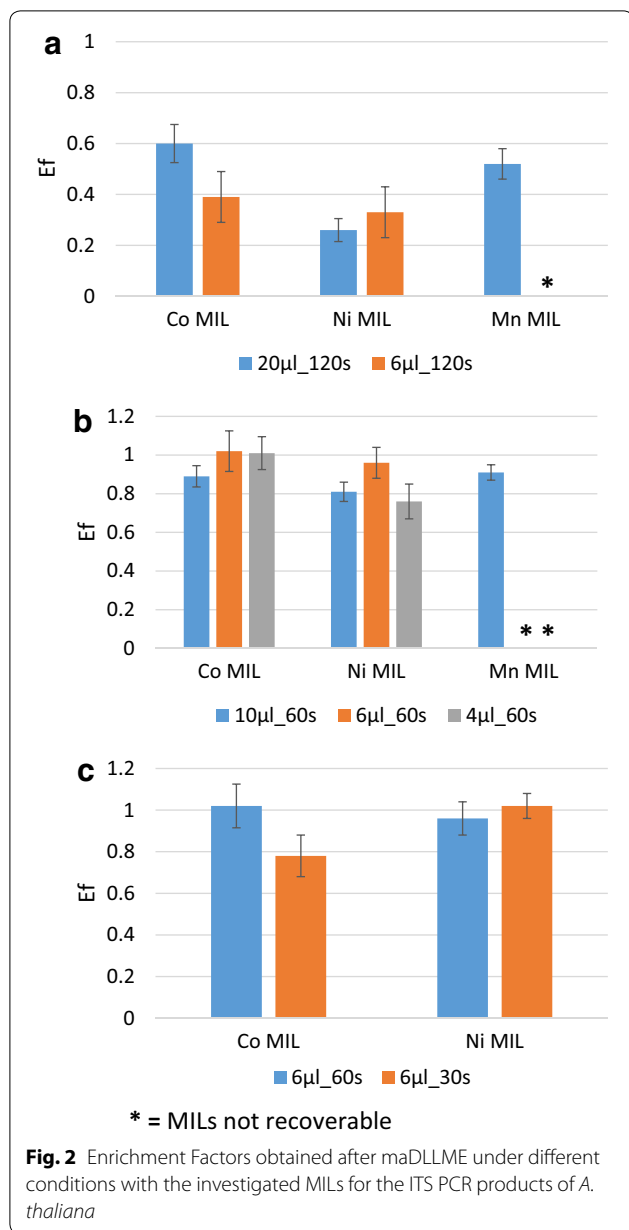 a
1
0.8
0.6
0.4
0.2
0
Ef
*
Co MIL Ni MIL Mn MIL
20µl_120s 6µl_120s
b
1.2
1
0.8
0.6
0.4
0.2
0
Ef
* *
Co MIL Ni MIL Mn MIL
10µl_60s 6µl_60s 4µl_60s
c
1.2
1
0.8
0.6
0.4
0.2
0
Ef
Co MIL Ni MIL
6µl_60s 6µl_30s
* = MILs not recoverable
Fig. 2 Enrichment Factors obtained after maDLLME under different
conditions with the investigated MILs for the ITS PCR products of A.
thaliana